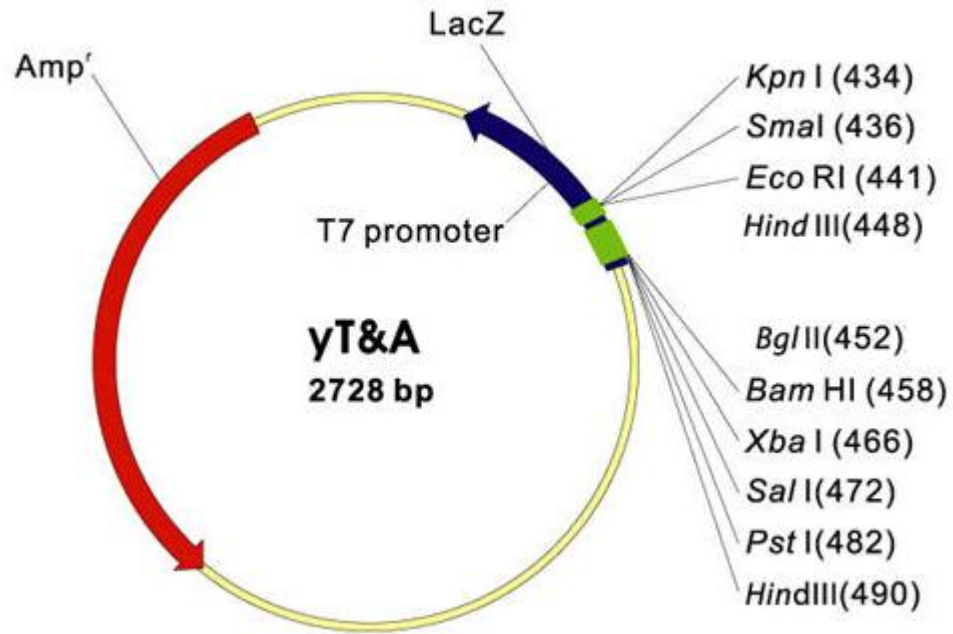 LacZ
Ampʳ
Kpn I (434)
SmaI (436)
Eco RI (441)
Hind III(448)
T7 promoter
yT&A
2728 bp
Bgl II(452)
Bam HI (458)
Xba I (466)
Sal I(472)
Pst I(482)
HindIII(490)